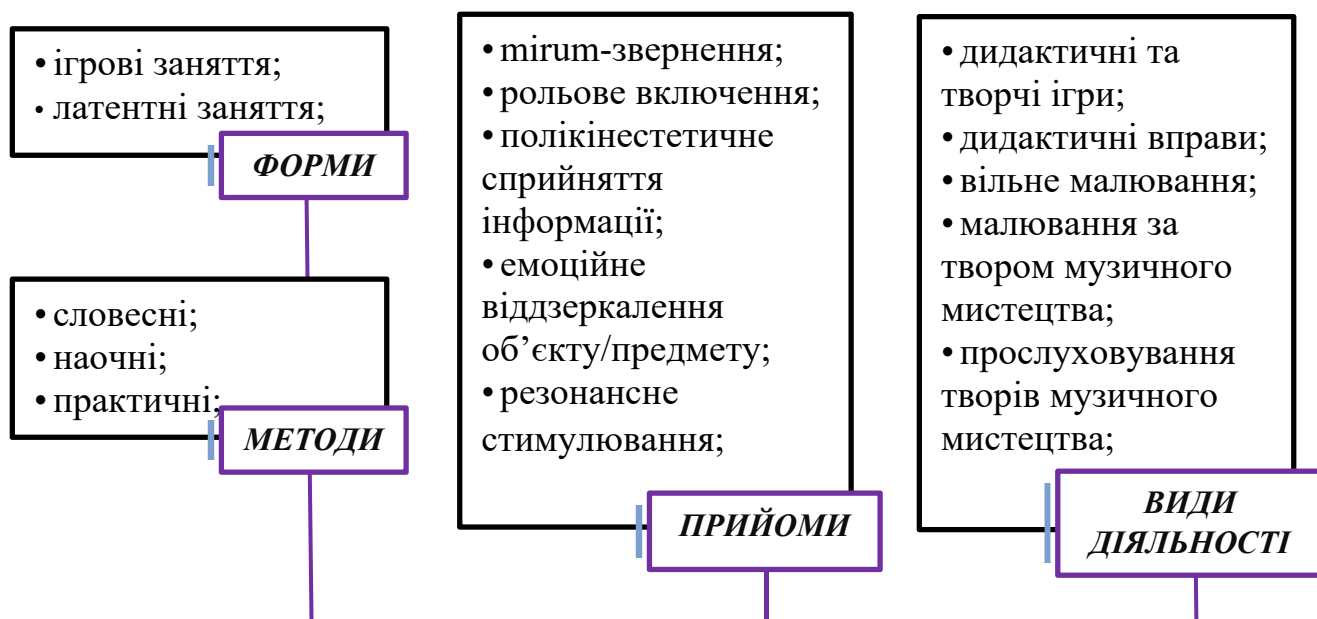 • ігрові заняття;
• латентні заняття;
ФОРМИ
• словесні;
• наочні;
• практичні;
МЕТОДИ
• mirum-звернення;
• рольове включення;
• полікінестетичне
сприйняття
інформації;
• емоційне
віддзеркалення
об’єкту/предмету;
• резонансне
стимулювання;
ПРИЙОМИ
• дидактичні та
творчі ігри;
• дидактичні вправи;
• вільне малювання;
• малювання за
твором музичного
мистецтва;
• прослуховування
творів музичного
мистецтва;
ВИДИ
ДІЯЛЬНОСТІ